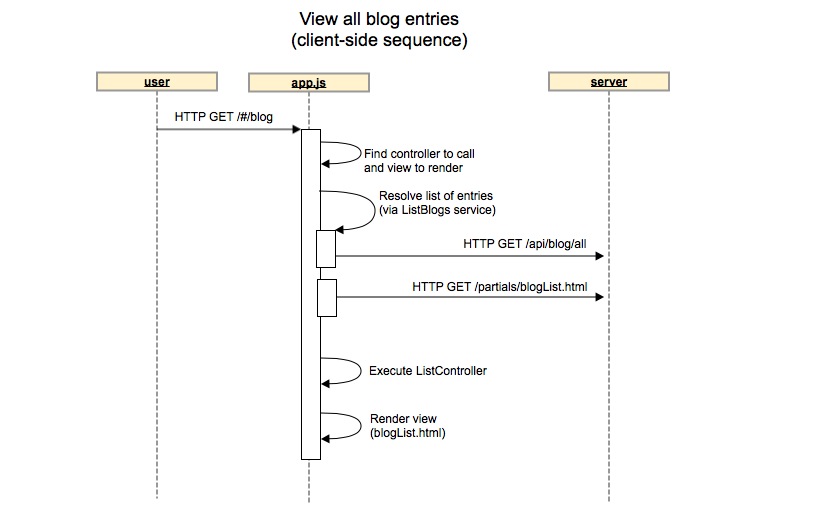 View all blog entries
(client-side sequence)
user
app.js
server
HTTP GET /#/blog
Find controller to call
and view to render
Resolve list of entries
(via ListBlogs service)
HTTP GET /api/blog/all
HTTP GET /partials/blogList.html
Execute ListController
Render view
(blogList.html)